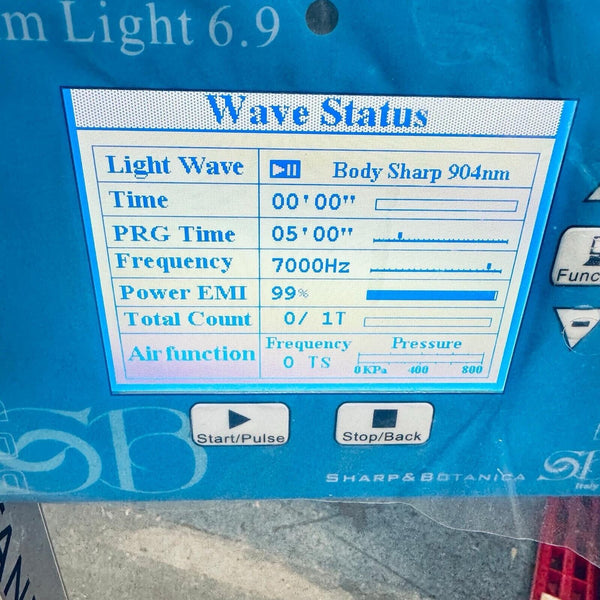 m Light 6.9
Wave Status
Light Wave Body Sharp 904nm
Time 00'00"
PRG Time 05'00"
Frequency 7000Hz
Power EMI 99%
Total Count 0/ 1T
Air function Frequency 0 TS Pressure 0KPa 400 800
Func
Start/Pulse
Stop/Back
SB
SHARP&BOTANICA
Italy